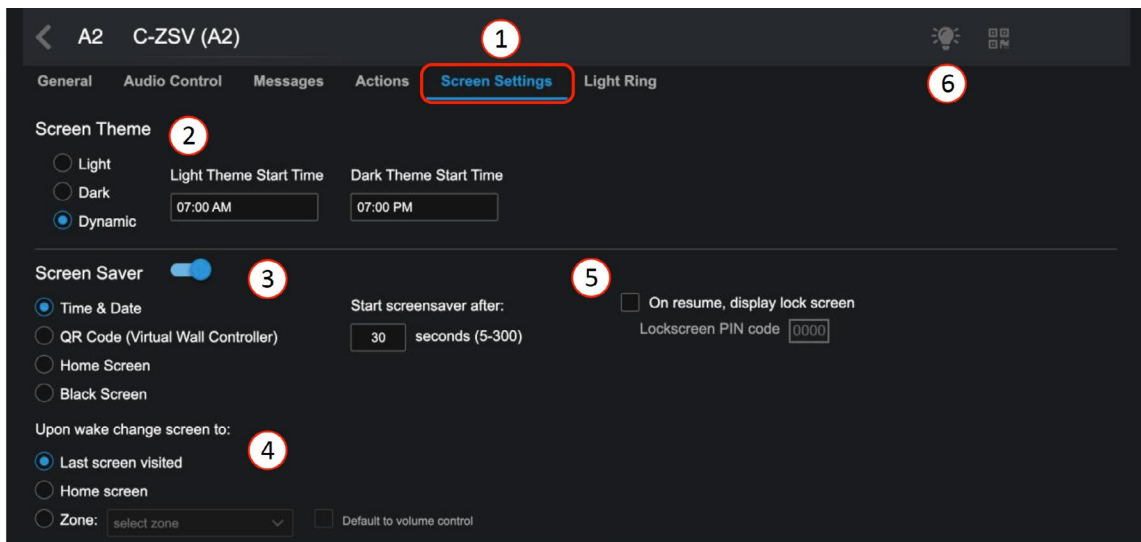 A2 C-ZSV (A2)
1
General Audio Control Messages Actions Screen Settings Light Ring
6
Screen Theme
2
Light
Dark
Dynamic
Light Theme Start Time Dark Theme Start Time
07:00 AM 07:00 PM
Screen Saver
3
5
Time & Date
QR Code (Virtual Wall Controller)
Home Screen
Black Screen
Start screensaver after:
30 seconds (5-300)
On resume, display lock screen
Lockscreen PIN code 0000
Upon wake change screen to:
4
Last screen visited
Home screen
Zone: select zone Default to volume control